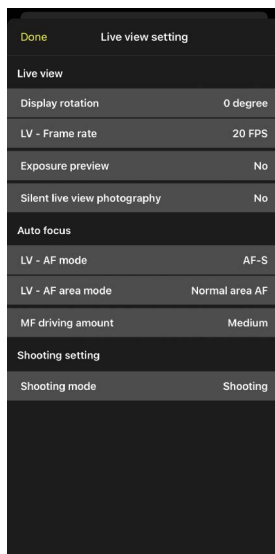 Done Live view setting
Live view
Display rotation 0 degree
LV - Frame rate 20 FPS
Exposure preview No
Silent live view photography No
Auto focus
LV - AF mode AF-S
LV - AF area mode Normal area AF
MF driving amount Medium
Shooting setting
Shooting mode Shooting